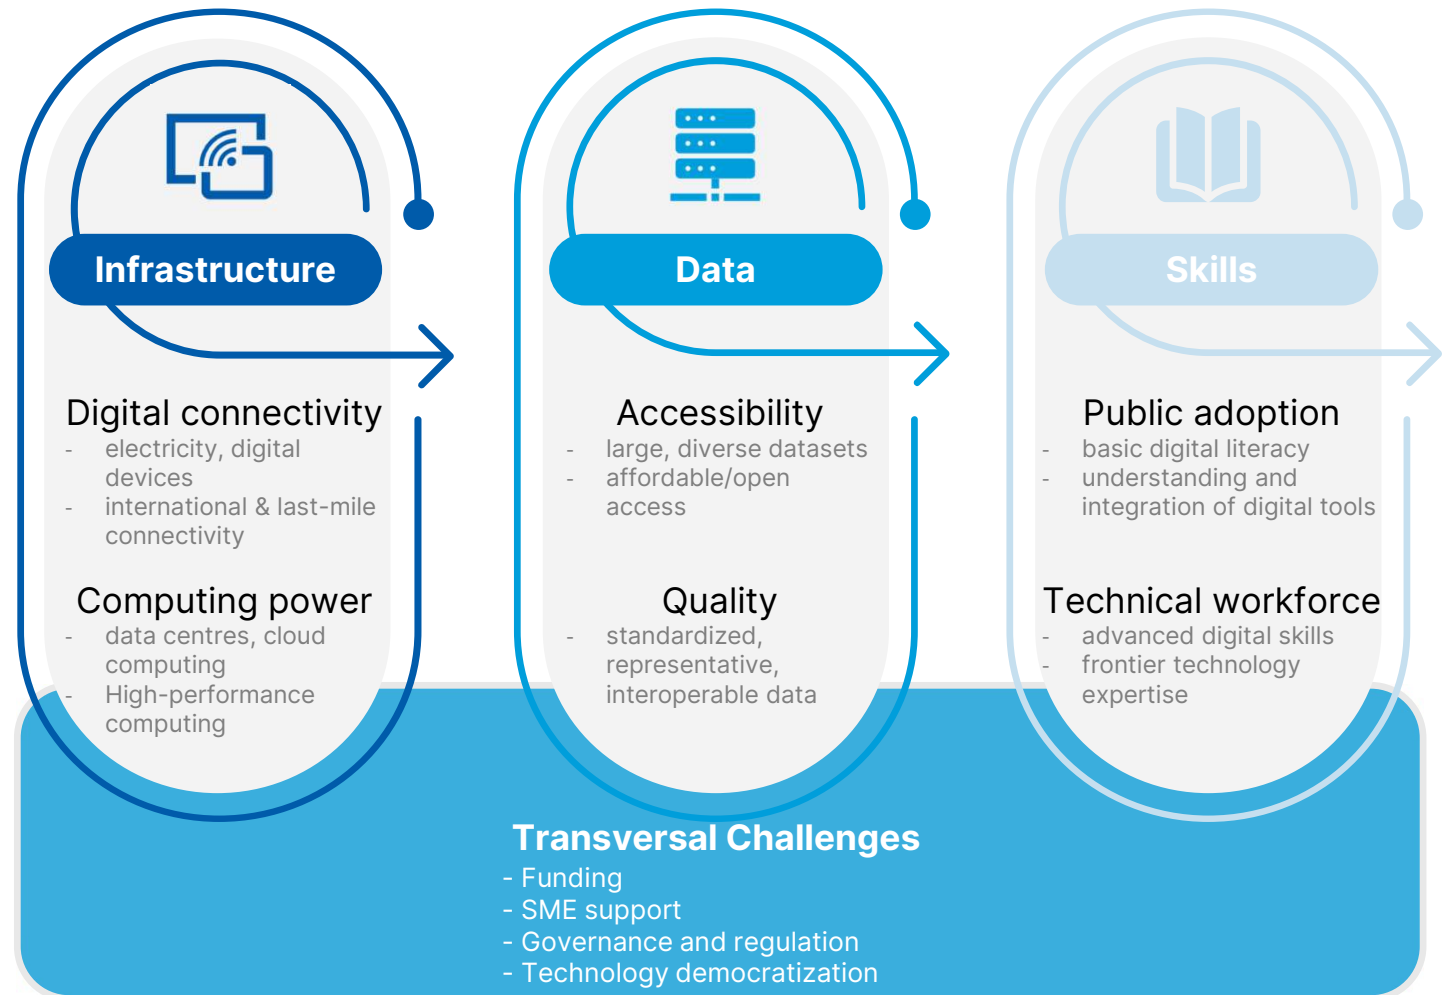 Infrastructure
Digital connectivity
- electricity, digital
devices
- international & last-mile
connectivity
Computing power
- data centres, cloud
computing
- High-performance
computing
Data
Accessibility
- large, diverse datasets
- affordable/open
access
Quality
- standardized,
representative,
interoperable data
Skills
Public adoption
- basic digital literacy
- understanding and
integration of digital tools
Technical workforce
- advanced digital skills
- frontier technology
expertise
Transversal Challenges
- Funding
- SME support
- Governance and regulation
- Technology democratization